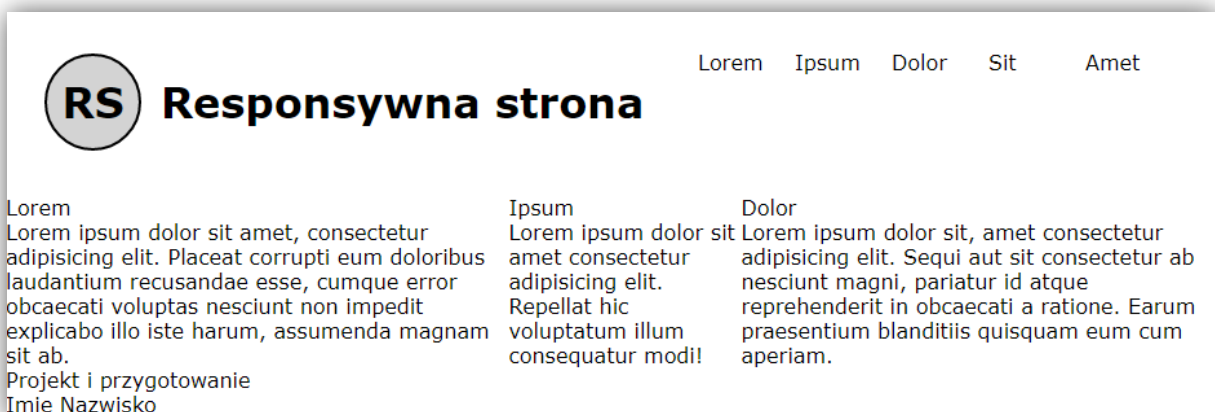 RS Responsywna strona
Lorem Ipsum Dolor Sit Amet
Lorem
Lorem ipsum dolor sit amet, consectetur
adipisicing elit. Placeat corrupti eum doloribus
laudantium recusandae esse, cumque error
obcaecati voluptas nesciunt non impedit
explicabo illo iste harum, assumenda magnam
sit ab.
Ipsum
Lorem ipsum dolor sit
amet consectetur
adipisicing elit.
Repellat hic
voluptatum illum
consequatur modi!
Dolor
Lorem ipsum dolor sit, amet consectetur
adipisicing elit. Sequi aut sit consectetur ab
nesciunt magni, pariatur id atque
reprehenderit in obcaecati a ratione. Earum
praesentium blanditiis quisquam eum cum
aperiam.
Projekt i przygotowanie
Imie Nazwisko